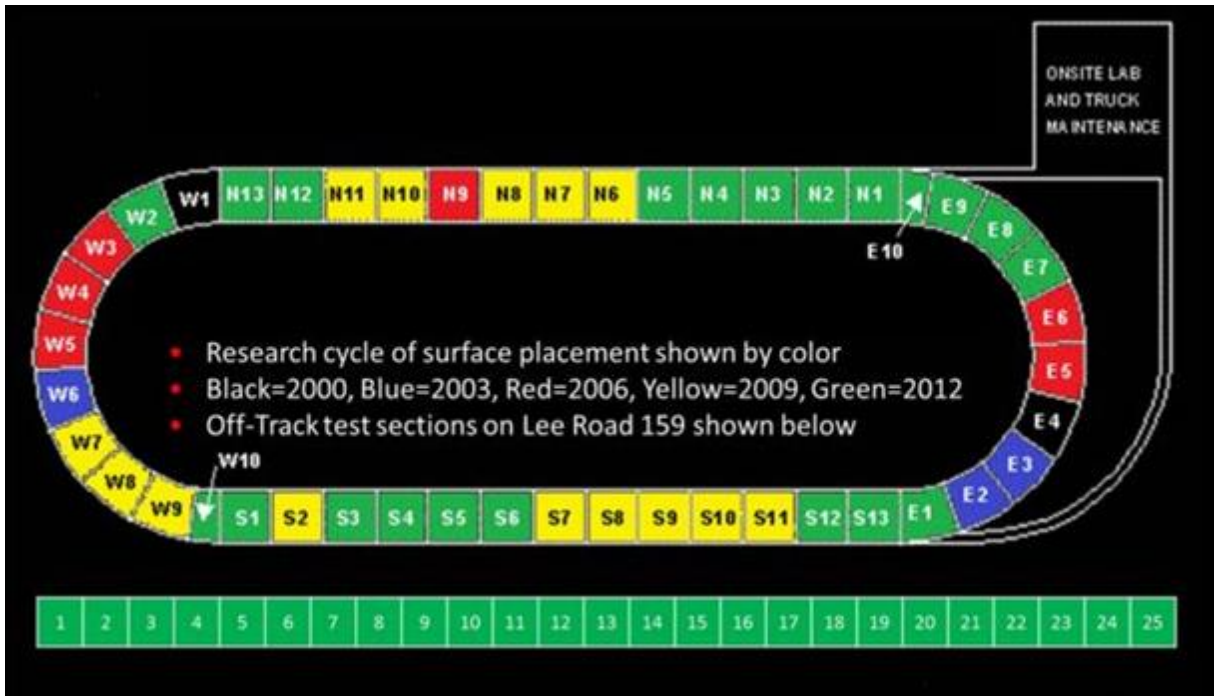 ONSITE LAB
AND TRUCK
MAINTENANCE
W1 N13 N12 N11 N10 N9 N8 N7 N6 N5 N4 N3 N2 N1 E9
W2 E8
E10
W3 E7
W4 E6
W5 E5
• Research cycle of surface placement shown by color
• Black=2000, Blue=2003, Red=2006, Yellow=2009, Green=2012
• Off-Track test sections on Lee Road 159 shown below
W6 E4
W7 E3
W10
W8 E2
W9 S1 S2 S3 S4 S5 S6 S7 S8 S9 S10 S11 S12 S13 E1
1 2 3 4 5 6 7 8 9 10 11 12 13 14 15 16 17 18 19 20 21 22 23 24 25